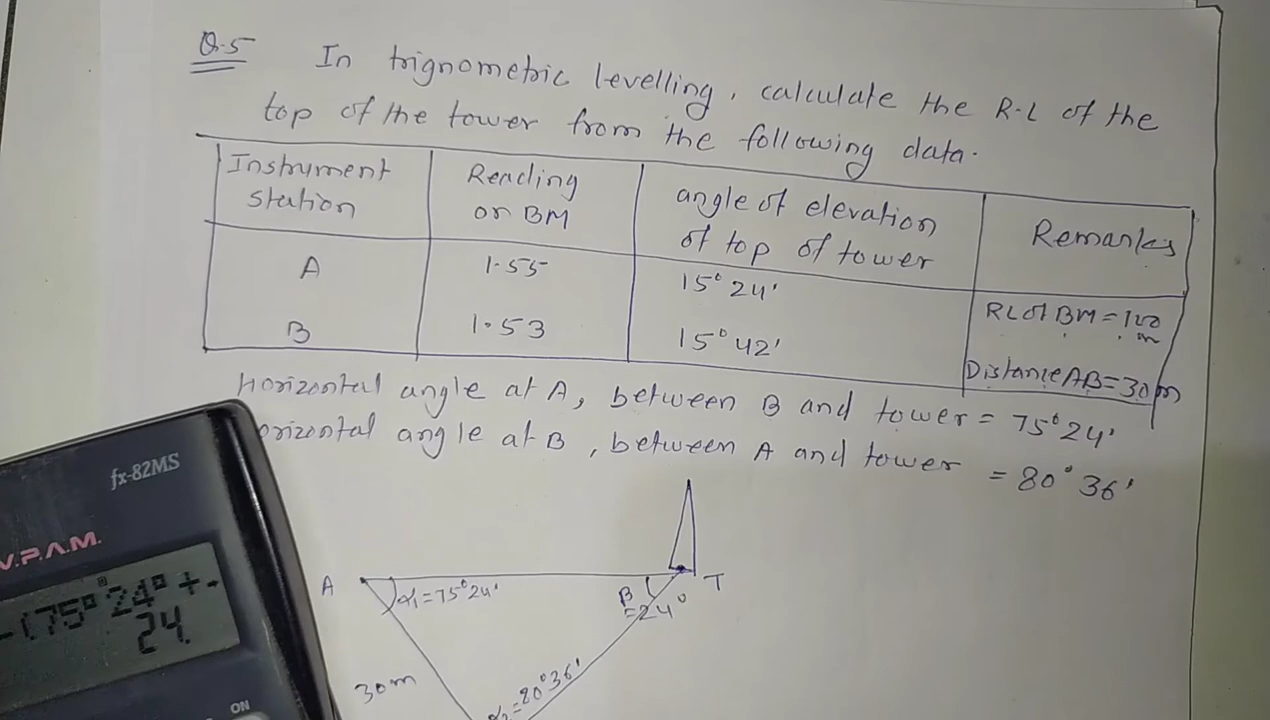 Q.5 In trignometric levelling, calculate the R.L of the
top of the tower from the following data.
Instrument station Reading on BM angle of elevation of top of tower Remarks
A 1.55 15° 24' RL of BM = 100 m
B 1.53 15° 42' Distance AB = 30 m
Horizontal angle at A, between B and tower = 75° 24'
orizontal angle at B, between A and tower = 80° 36'
fx-82MS
V.P.A.M.
-(75° 24° +
24.
ON
A
α1 = 75° 24'
B = 24°
T
30m
α2 = 80° 36'